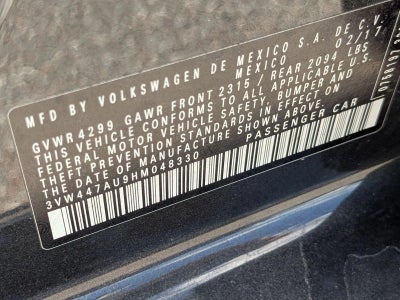 MFD BY VOLKSWAGEN DE MEXICO S.A. DE C.V.
MEXICO 02/17
GVWR4299 GAWR FRONT 2315/ REAR 2094 LBS
THIS VEHICLE CONFORMS TO ALL APPLICABLE U.S.
FEDERAL MOTOR VEHICLE SAFETY, BUMPER AND
THEFT PREVENTION STANDARDS IN EFFECT ON
THE DATE OF MANUFACTURE SHOWN ABOVE.
3VW447AU9HM048330 PASSENGER CAR